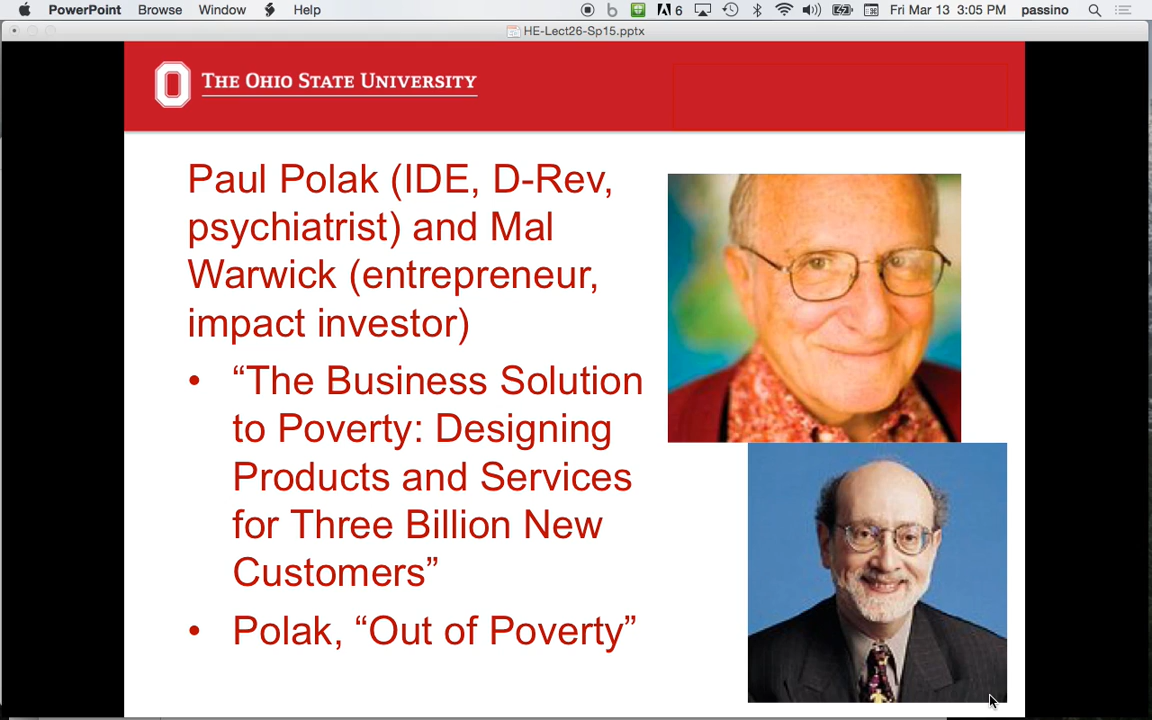 PowerPoint Browse Window Help 6 Fri Mar 13 3:05 PM passino
HE-Lect26-Sp15.pptx
THE OHIO STATE UNIVERSITY
Paul Polak (IDE, D-Rev,
psychiatrist) and Mal
Warwick (entrepreneur,
impact investor)
• “The Business Solution
to Poverty: Designing
Products and Services
for Three Billion New
Customers”
• Polak, “Out of Poverty”